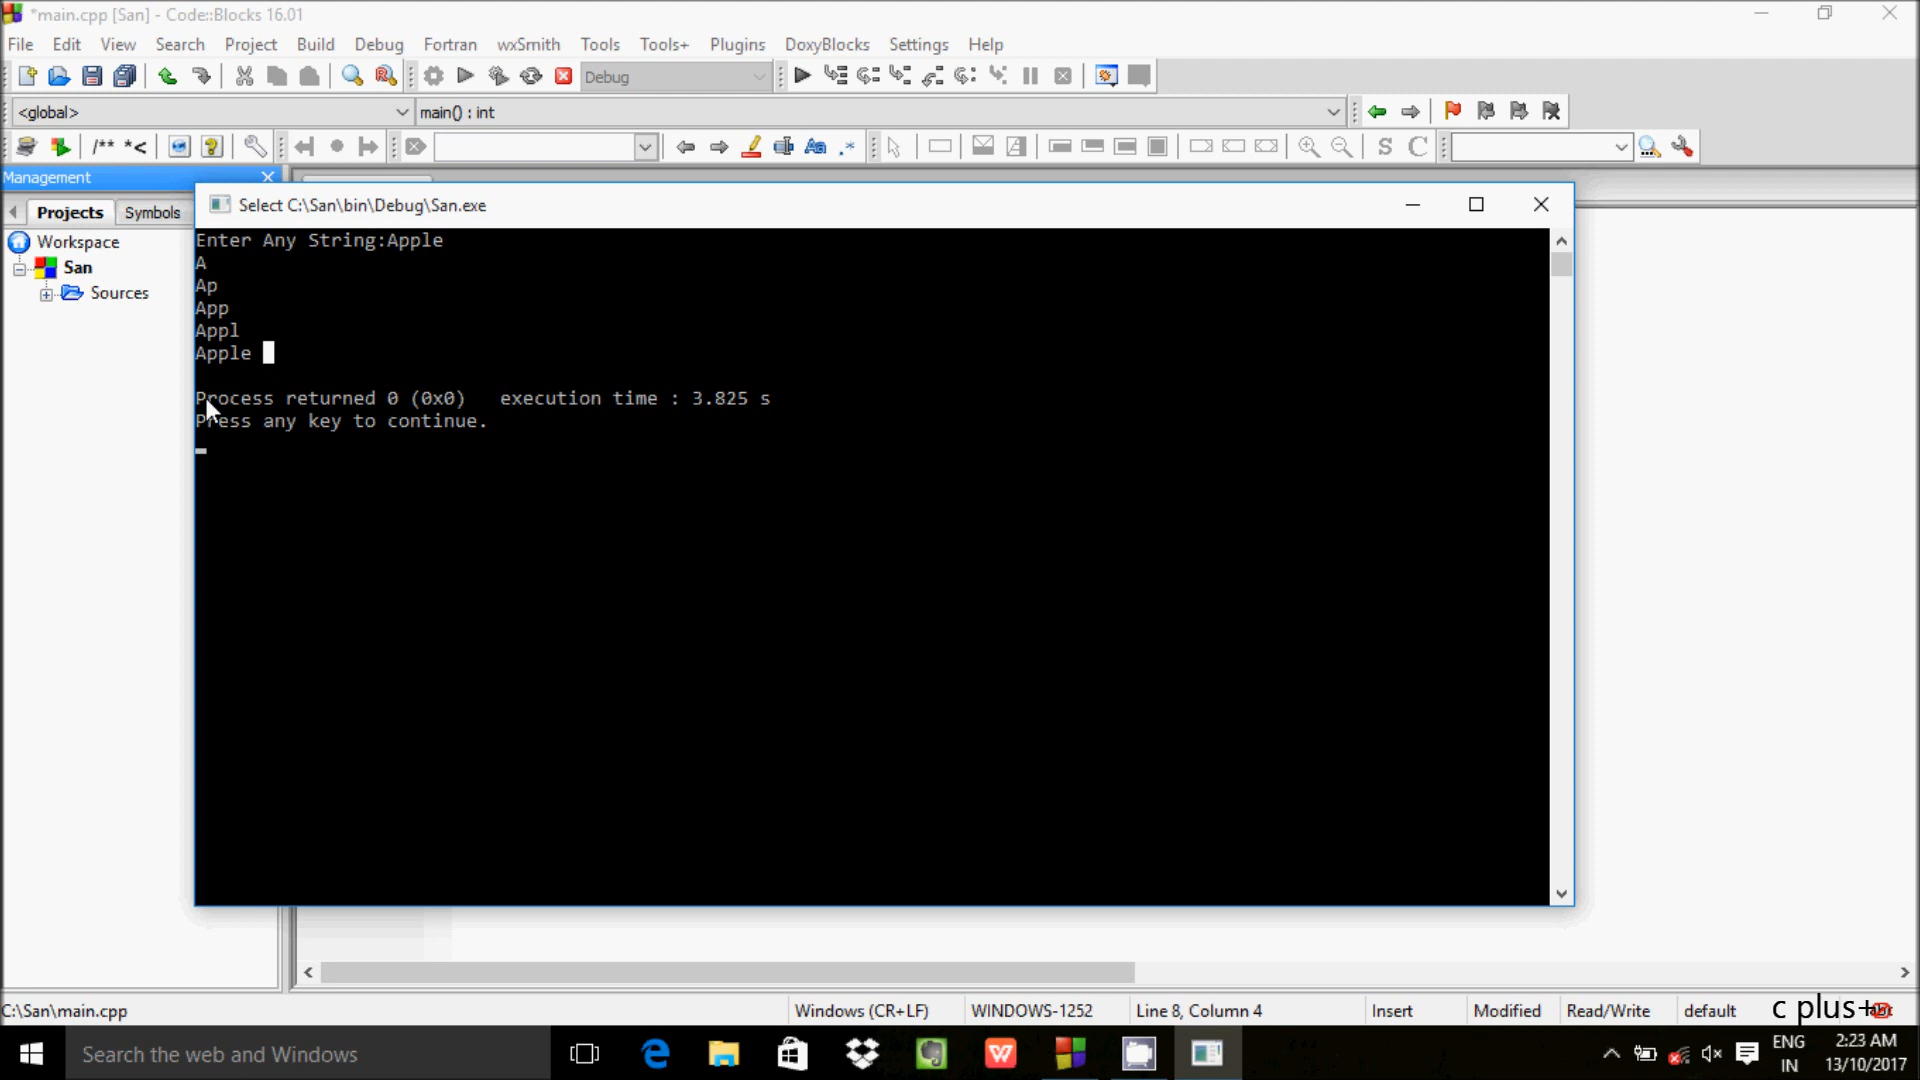 *main.cpp [San] - Code::Blocks 16.01
File Edit View Search Project Build Debug Fortran wxSmith Tools Tools+ Plugins DoxyBlocks Settings Help
Debug
<global> main() : int
/** *<
S C
Management
Projects Symbols
Workspace
San
Sources
Select C:\San\bin\Debug\San.exe
Enter Any String:Apple
A
Ap
App
Appl
Apple
Process returned 0 (0x0)   execution time : 3.825 s
Press any key to continue.
C:\San\main.cpp Windows (CR+LF) WINDOWS-1252 Line 8, Column 4 Insert Modified Read/Write default
c plus+
Search the web and Windows
ENG
IN
2:23 AM
13/10/2017